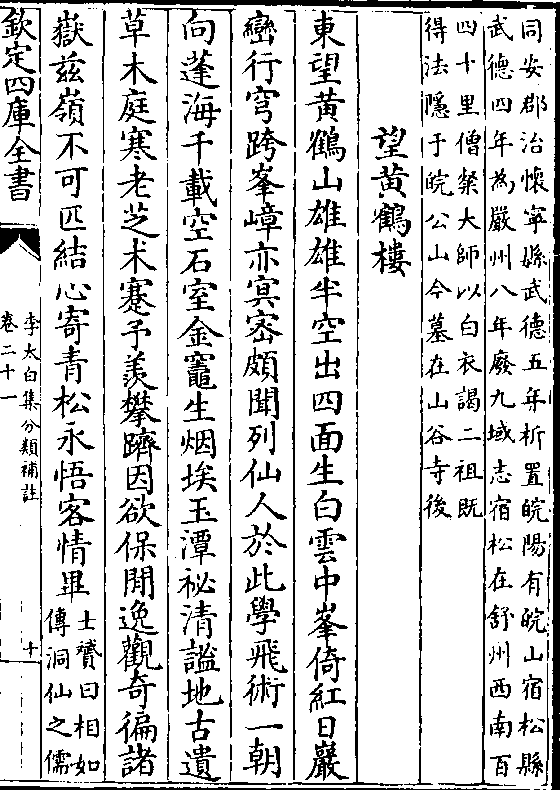 同安郡治懷寧縣武德五年析置皖陽有皖山宿松縣
武德四年為嚴州八年廢九域志宿松在舒州西南百
四十里僧粲大師以白衣謁二祖既
得法隱于皖公山今墓在山谷寺後
望黄鶴樓
東望黄鶴山雄雄半空出四面生白雲中峯倚紅日巖
巒行穹跨峯嶂亦㝠宻頗聞列仙人於此學飛術一朝
向蓬海千載空石室金竈生烟埃玉潭祕清謐地古遺
草木庭寒老芝术蹇予羡攀躋因欲保閒逸觀奇徧諸
嶽兹嶺不可匹結心寄青松永悟客情畢
士贇曰相如
傳洞仙之儒
欽定四庫全書
李太白集分類補註
卷二十一
十